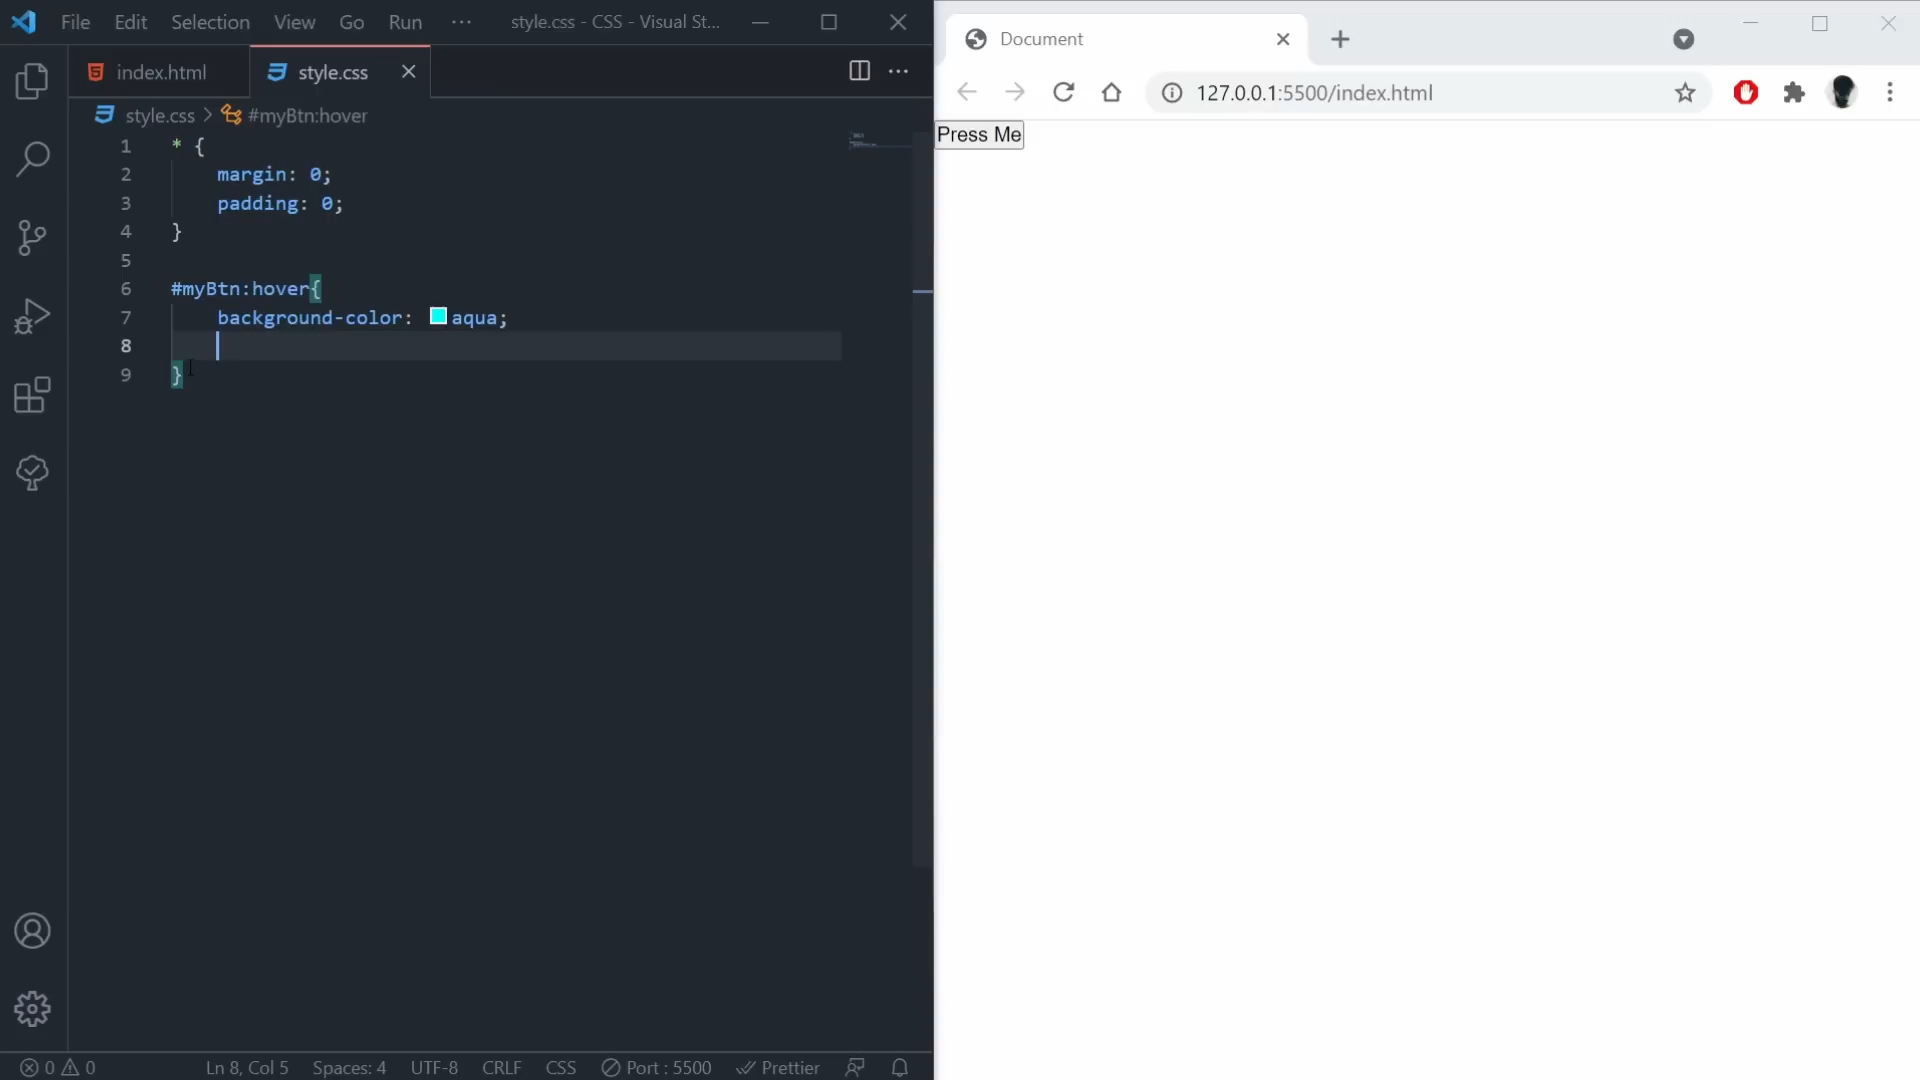 File Edit Selection View Go Run ··· style.css - CSS - Visual St...
index.html style.css
style.css > #myBtn:hover
1 * {
2 margin: 0;
3 padding: 0;
4 }
5
6 #myBtn:hover{
7 background-color: aqua;
8
9 }
0 0 Ln 8, Col 5 Spaces: 4 UTF-8 CRLF CSS Port : 5500 Prettier
Document
127.0.0.1:5500/index.html
Press Me